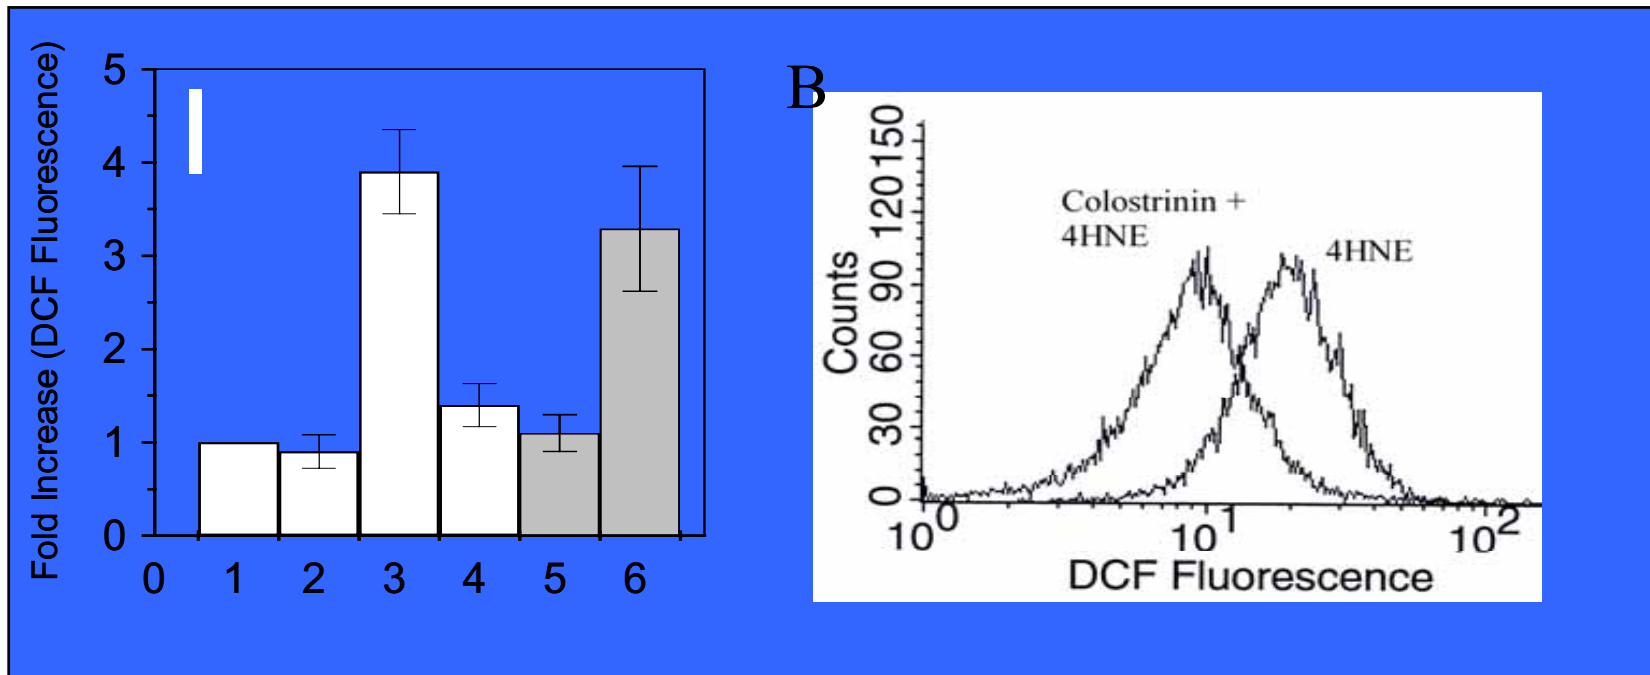 Fold Increase (DCF Fluorescence)
5
4
3
2
1
0
0 1 2 3 4 5 6
B
Counts
150
120
90
60
30
0
Colostrinin +
4HNE
4HNE
10^0 10^1 10^2
DCF Fluorescence